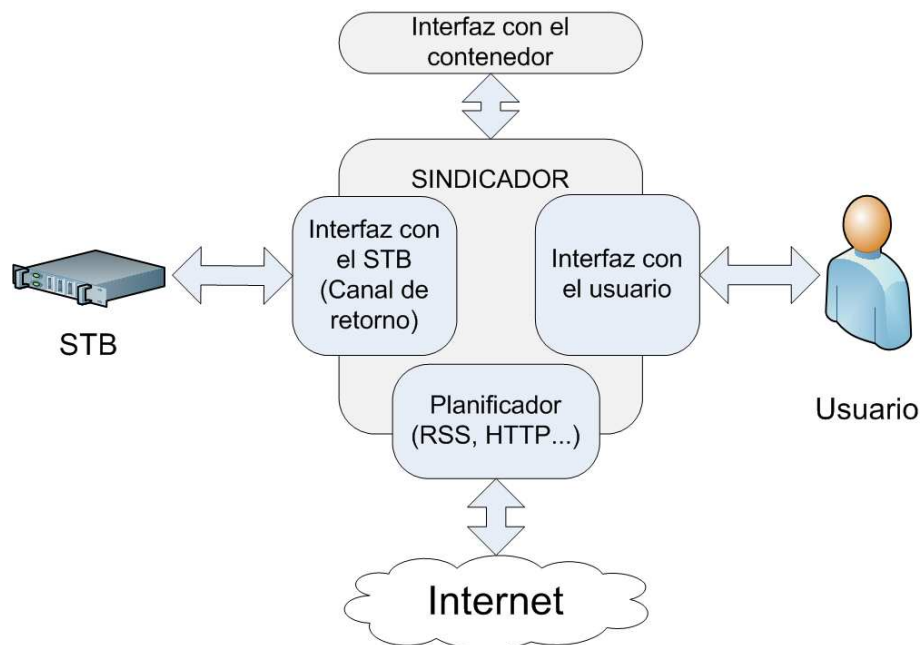 Interfaz con el
contenedor
SINDICADOR
Interfaz con
el STB
(Canal de
retorno)
Interfaz con
el usuario
STB
Usuario
Planificador
(RSS, HTTP...)
Internet